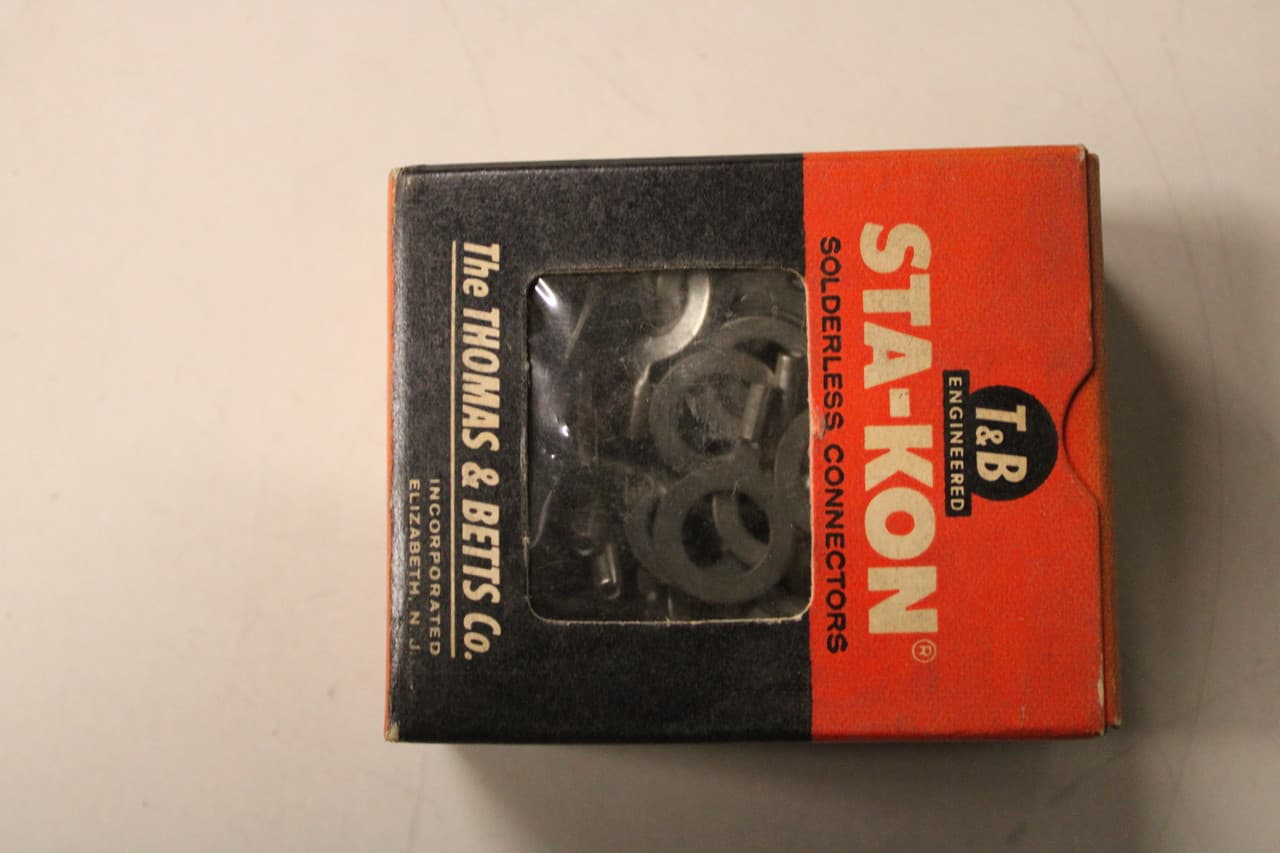 T&B
ENGINEERED
STA-KON®
SOLDERLESS CONNECTORS
The THOMAS & BETTS Co.
INCORPORATED
ELIZABETH, N. J.